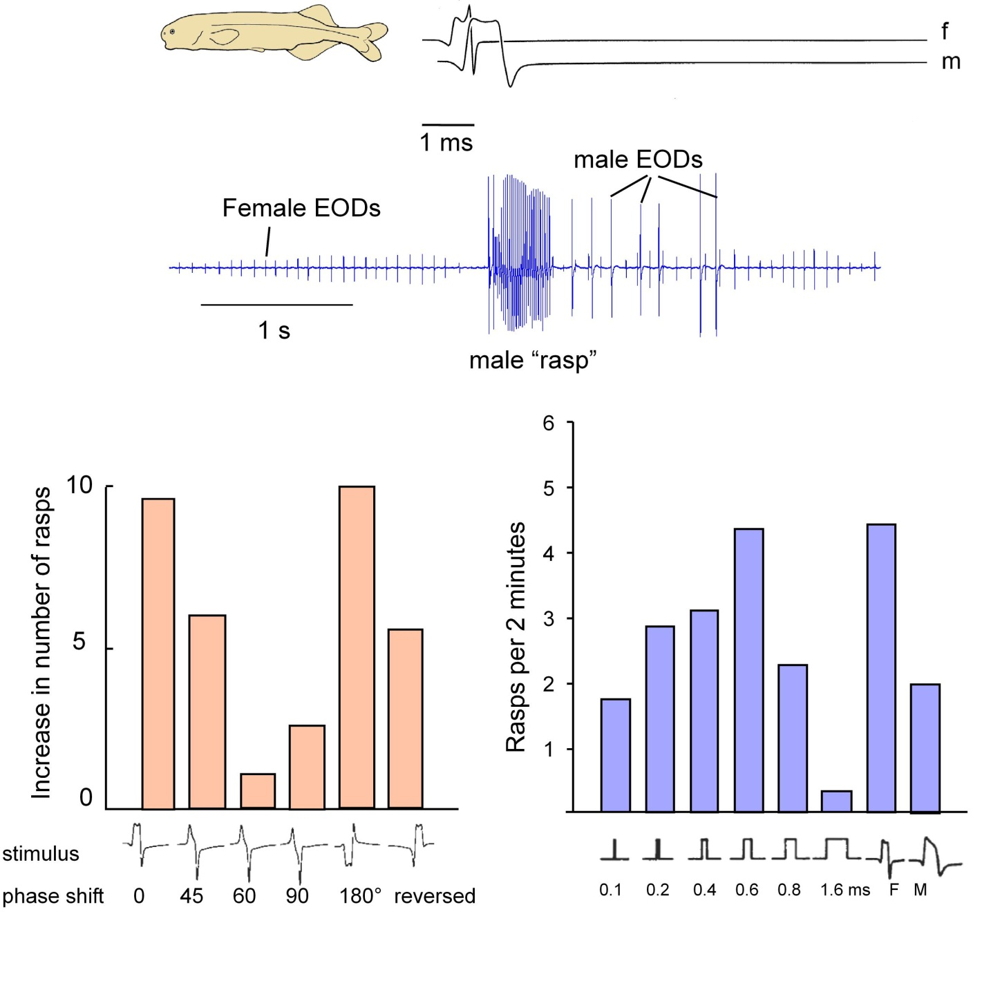 f
m
1 ms
male EODs
Female EODs
1 s
male “rasp”
Increase in number of rasps
10
5
0
stimulus
phase shift 0 45 60 90 180° reversed
Rasps per 2 minutes
6
5
4
3
2
1
0.1 0.2 0.4 0.6 0.8 1.6 ms F M